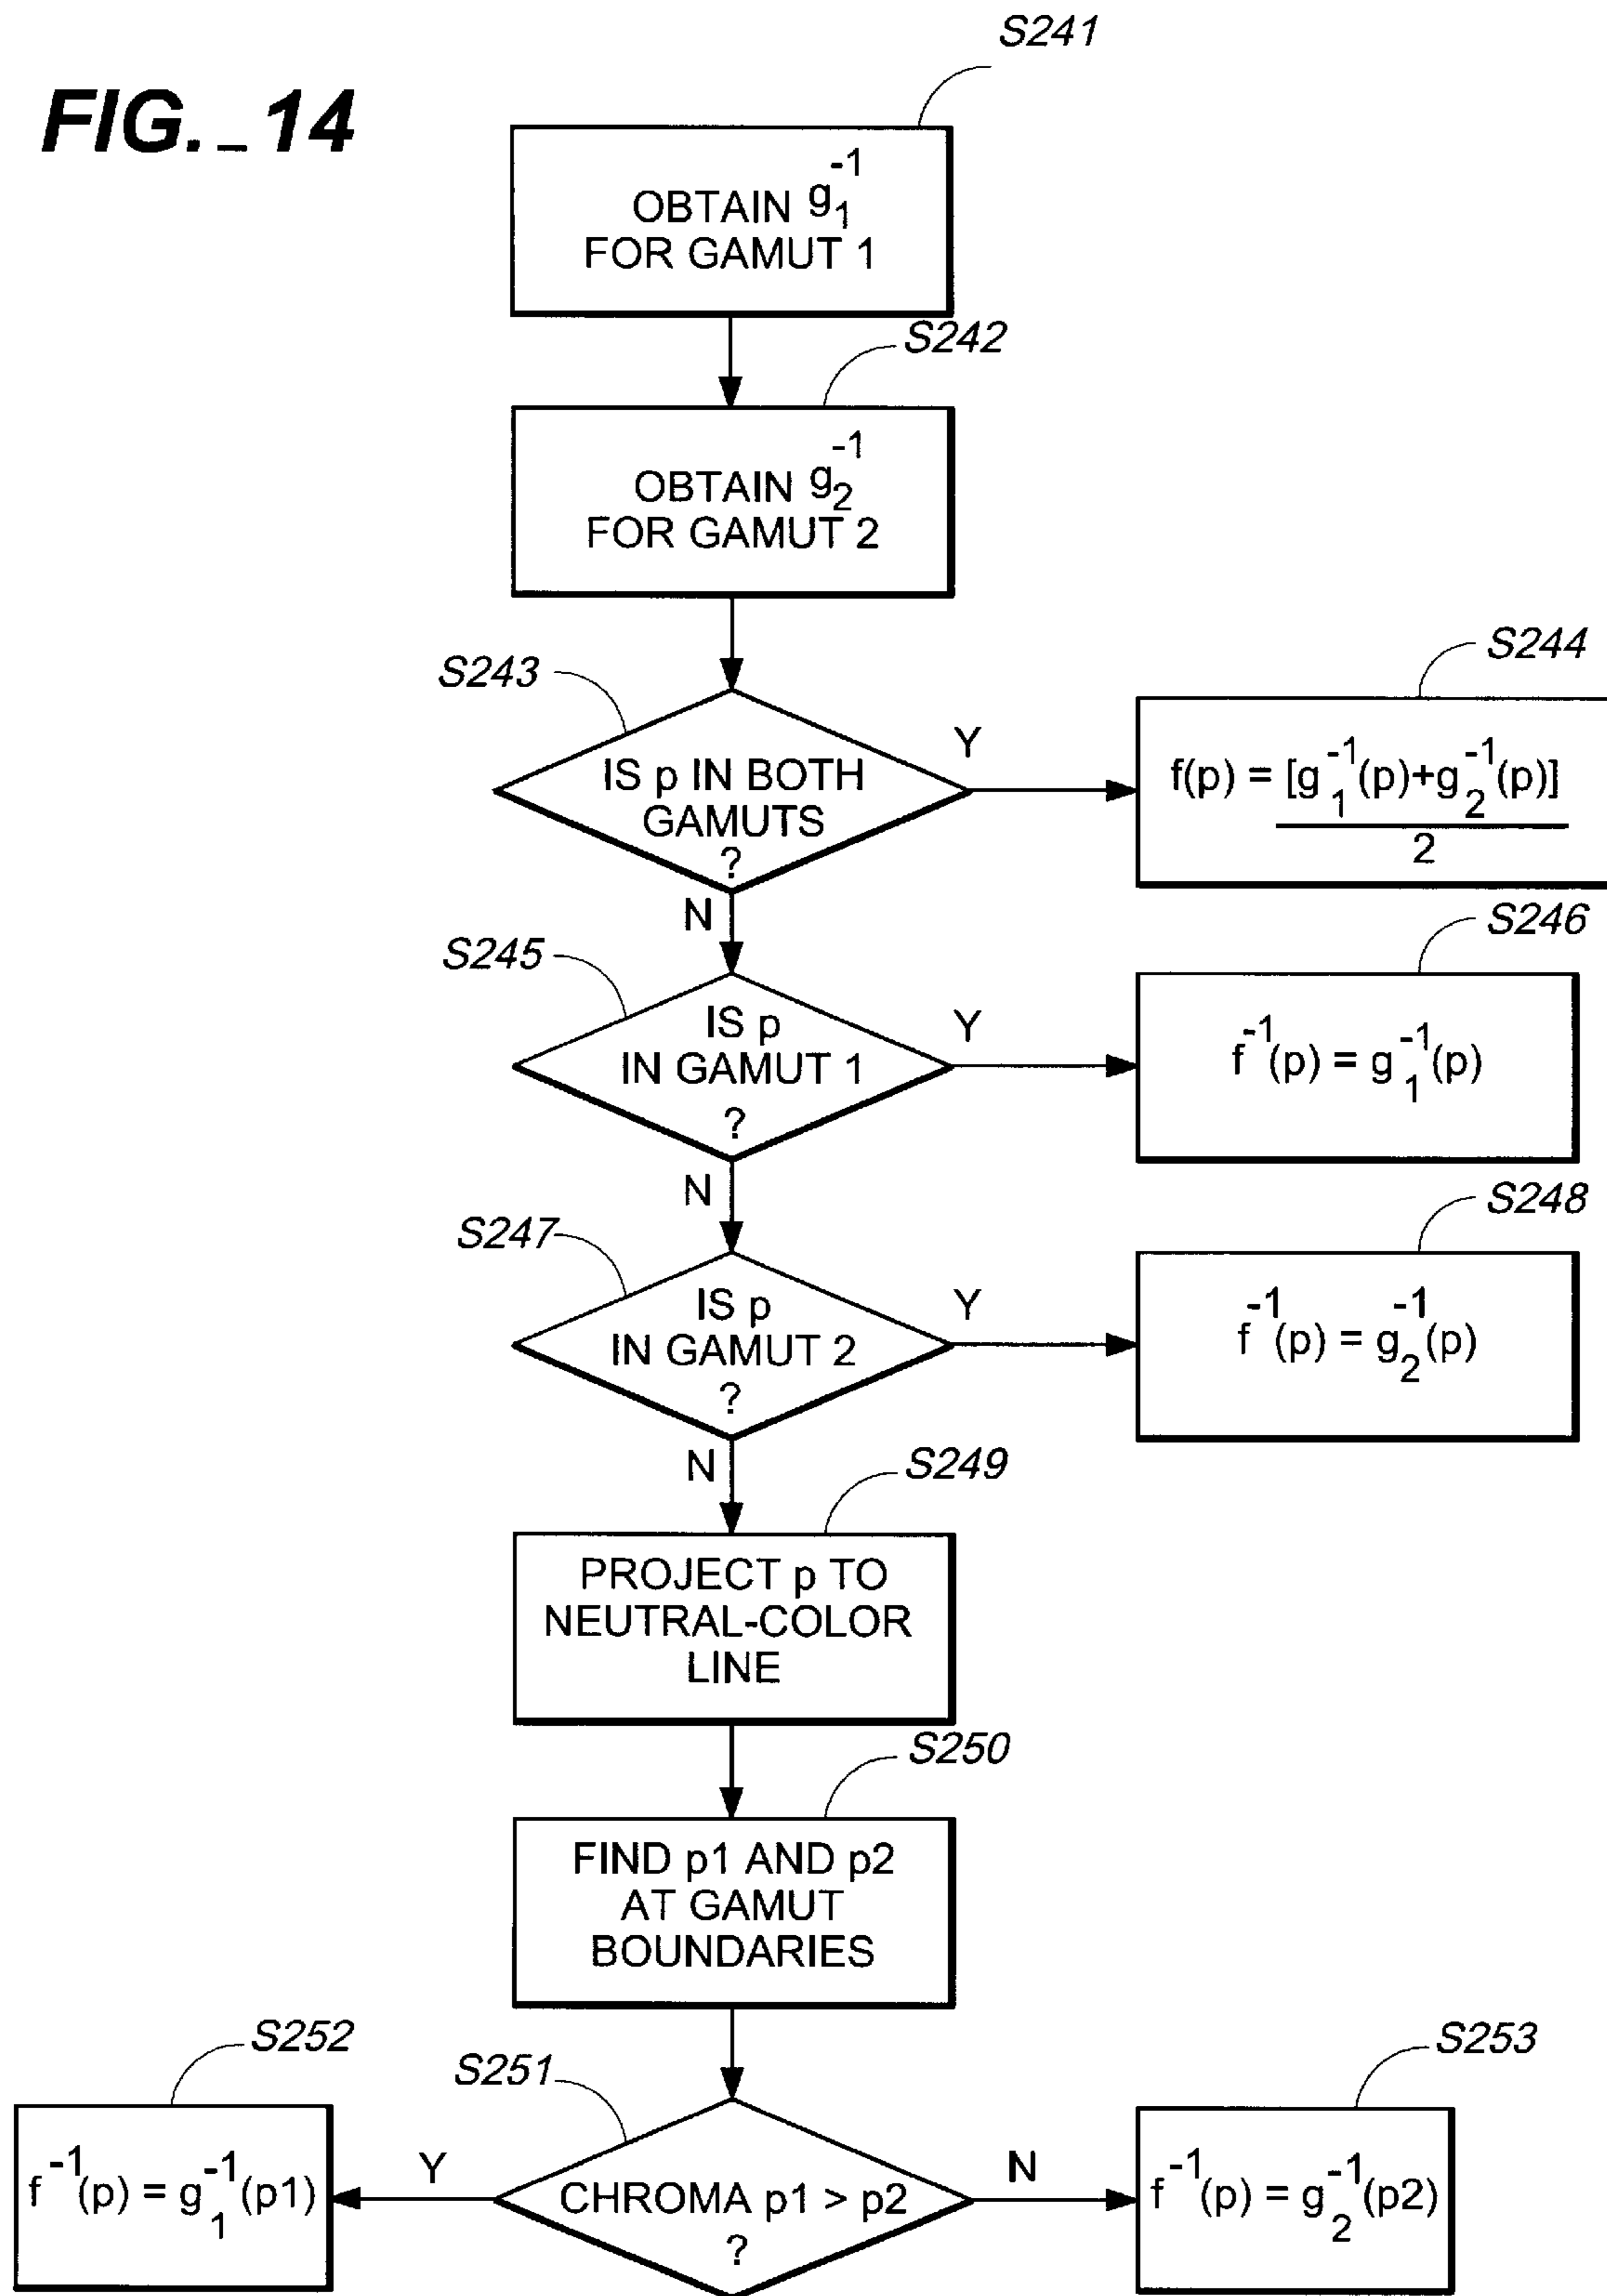 FIG._14
S241
OBTAIN g₁⁻¹
FOR GAMUT 1
S242
OBTAIN g₂⁻¹
FOR GAMUT 2
S243
IS p IN BOTH
GAMUTS
?
Y
N
S244
f(p) = [g₁⁻¹(p)+g₂⁻¹(p)]
2
S245
IS p
IN GAMUT 1
?
Y
N
S246
f⁻¹(p) = g₁⁻¹(p)
S247
IS p
IN GAMUT 2
?
Y
N
S248
f⁻¹(p) = g₂⁻¹(p)
S249
PROJECT p TO
NEUTRAL-COLOR
LINE
S250
FIND p1 AND p2
AT GAMUT
BOUNDARIES
S251
CHROMA p1 > p2
?
Y
N
S252
f⁻¹(p) = g₁⁻¹(p1)
S253
f⁻¹(p) = g₂⁻¹(p2)